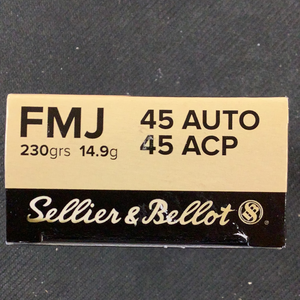 FMJ 45 AUTO
230grs 14.9g 45 ACP
Sellier & Bellot ®